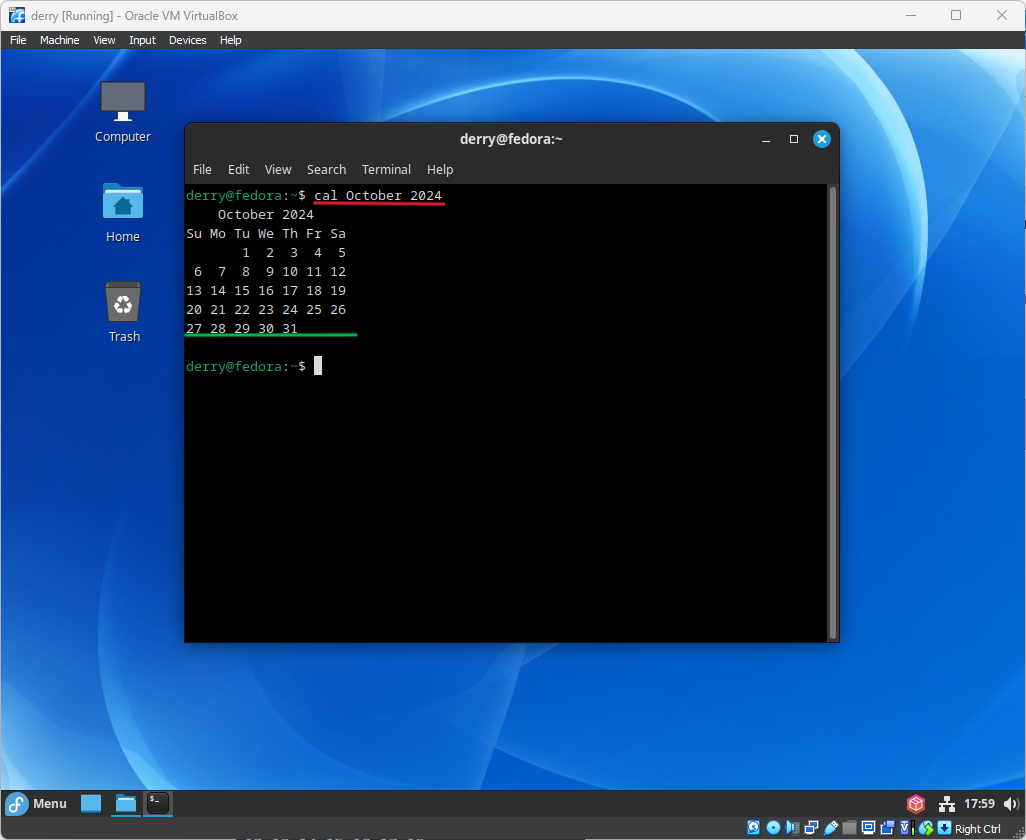 derry [Running] - Oracle VM VirtualBox
File Machine View Input Devices Help
Computer
Home
Trash
derry@fedora:~
File Edit View Search Terminal Help
derry@fedora:~$ cal October 2024
October 2024
Su Mo Tu We Th Fr Sa
1 2 3 4 5
6 7 8 9 10 11 12
13 14 15 16 17 18 19
20 21 22 23 24 25 26
27 28 29 30 31
derry@fedora:~$
Menu
17:59
Right Ctrl